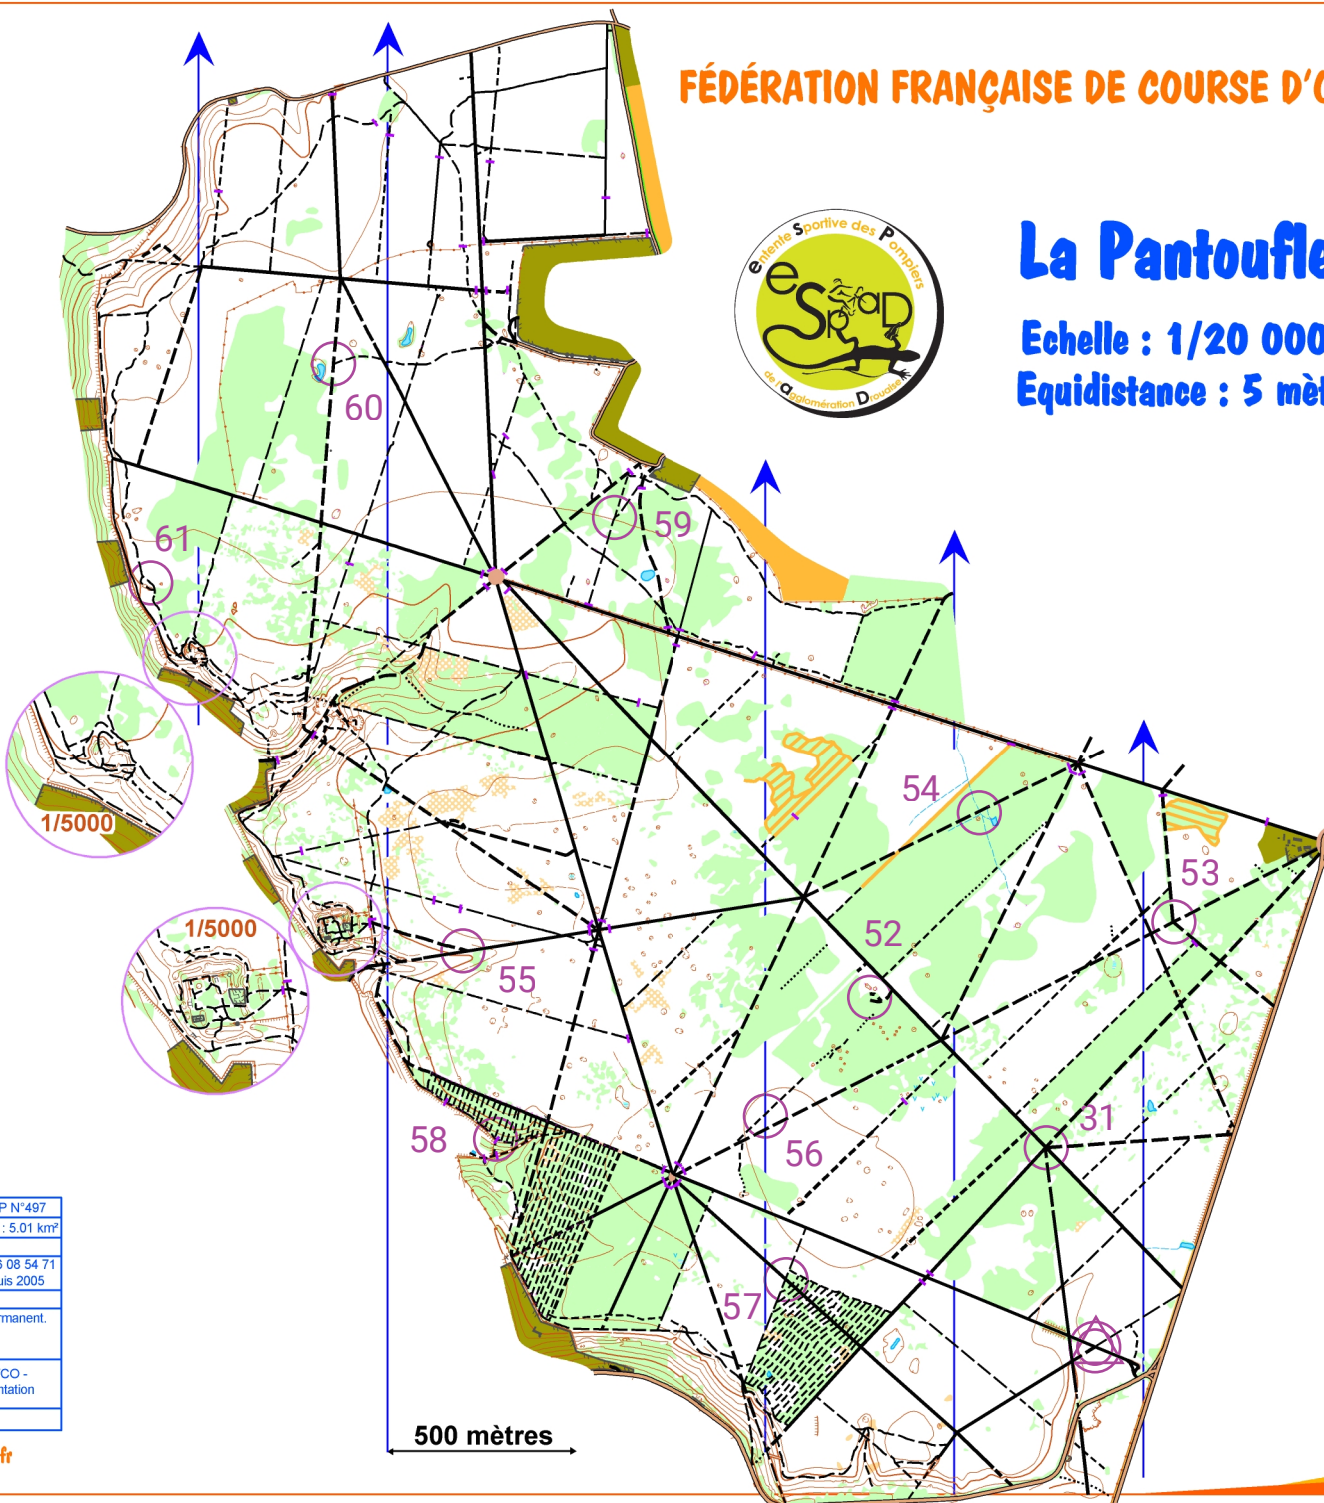 FÉDÉRATION FRANÇAISE DE COURSE D'
Entente Sportive des Pompiers
eSPaD
de l'agglomération Drouaise
La Pantoufle
Echelle : 1/20 000
Equidistance : 5 mèt
60
59
61
54
53
52
1/5000
1/5000
55
31
58
56
57
P N°497
: 5.01 km²
08 54 71
uis 2005
rmanent.
CO -
ntation
500 mètres
fr